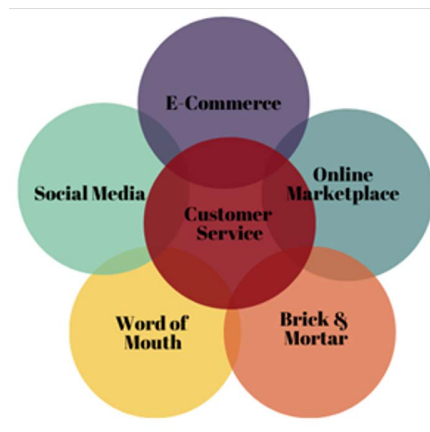 E-Commerce
Social Media
Online
Marketplace
Customer
Service
Word of
Mouth
Brick &
Mortar